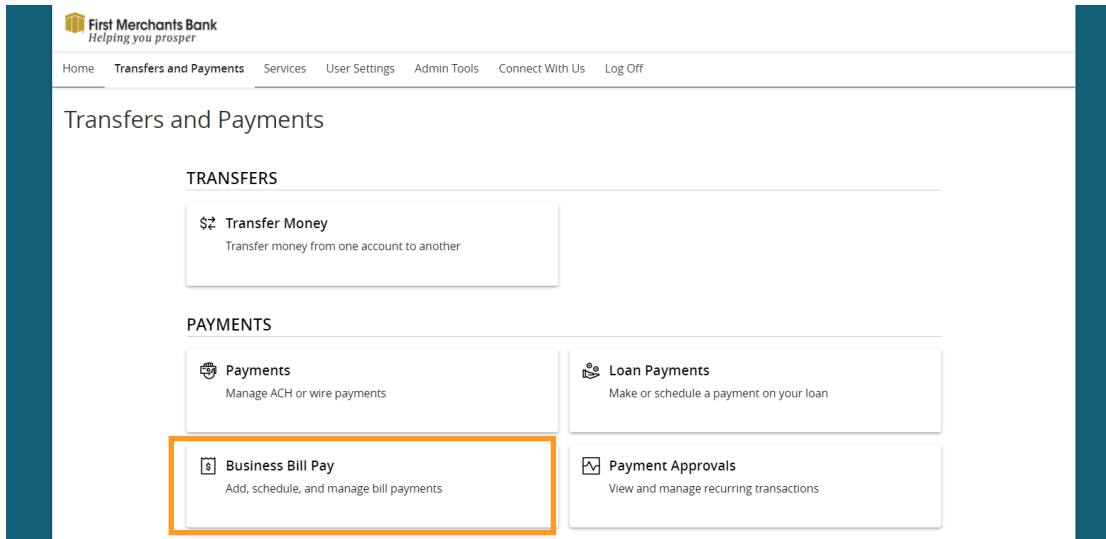 First Merchants Bank
Helping you prosper
Home Transfers and Payments Services User Settings Admin Tools Connect With Us Log Off
Transfers and Payments
TRANSFERS
Transfer Money
Transfer money from one account to another
PAYMENTS
Payments
Manage ACH or wire payments
Loan Payments
Make or schedule a payment on your loan
Business Bill Pay
Add, schedule, and manage bill payments
Payment Approvals
View and manage recurring transactions